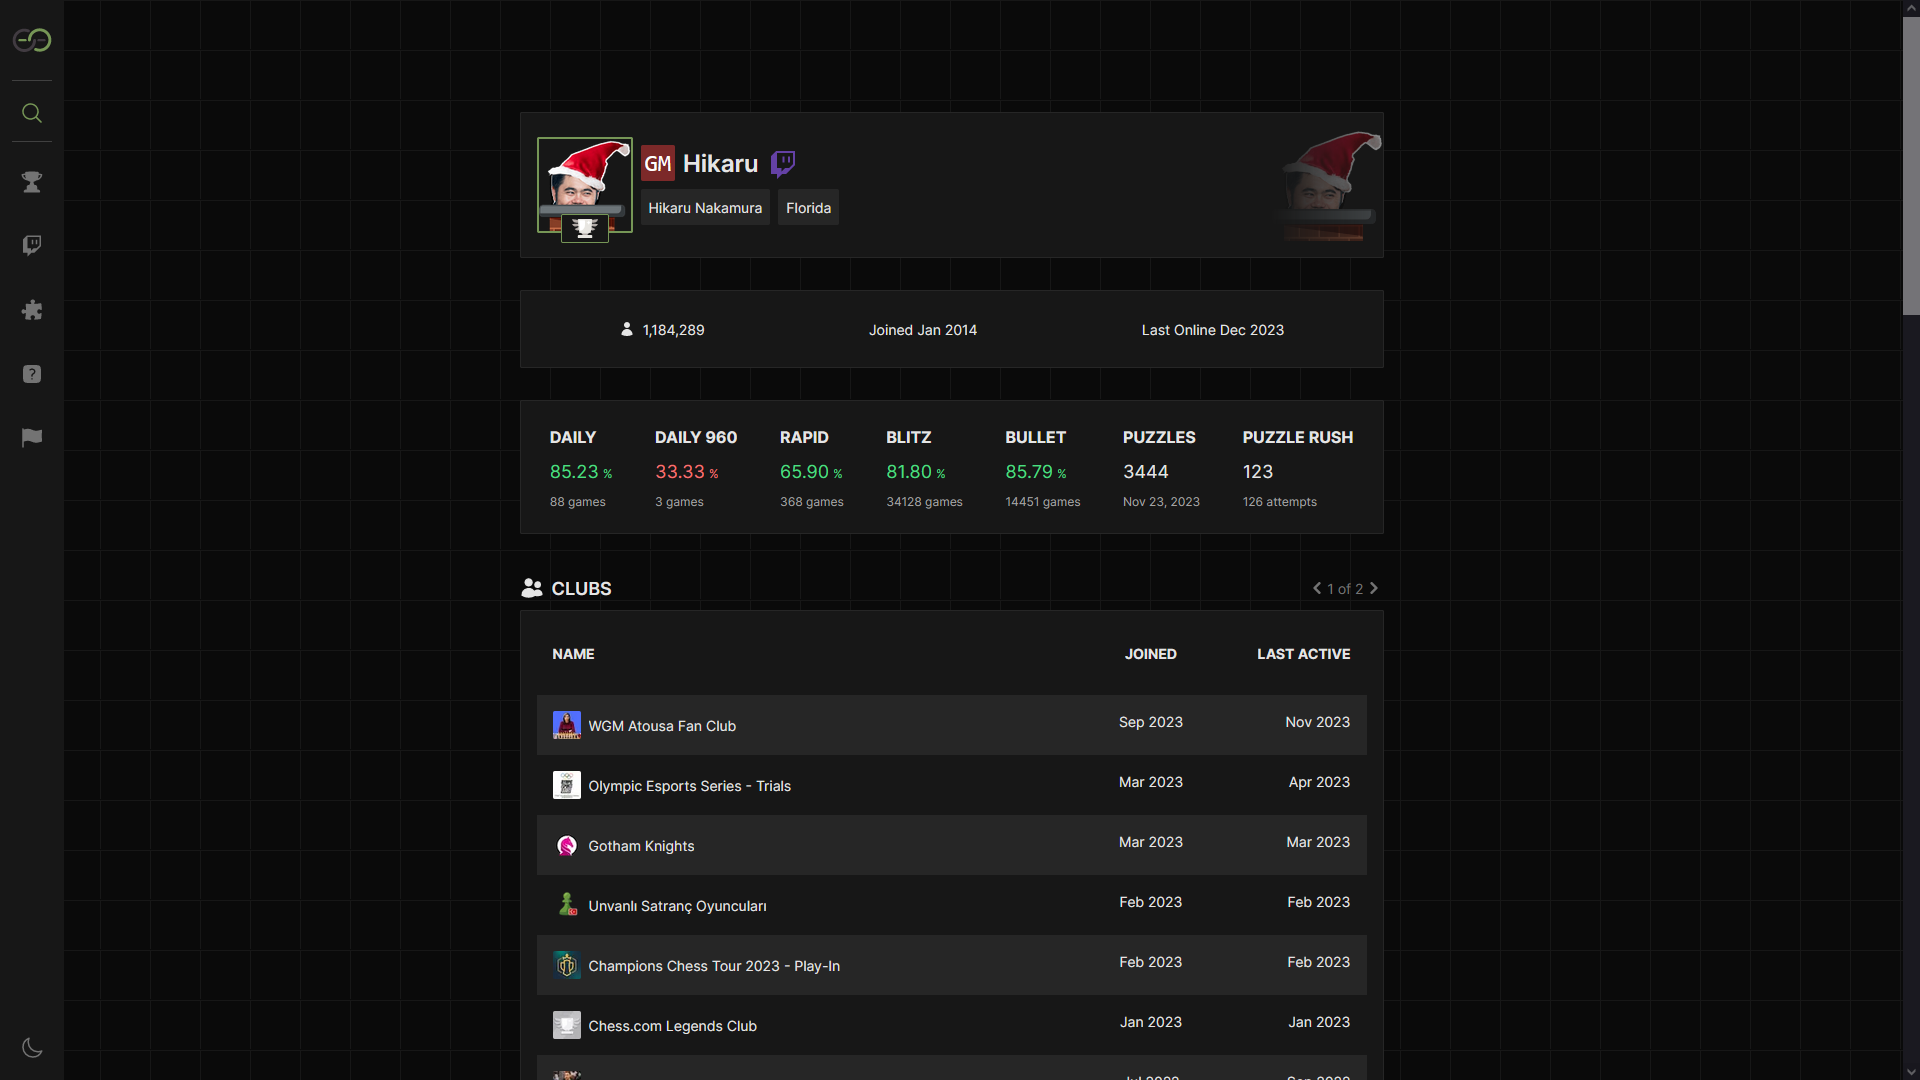 GM Hikaru
Hikaru Nakamura Florida
1,184,289 Joined Jan 2014 Last Online Dec 2023
DAILY DAILY 960 RAPID BLITZ BULLET PUZZLES PUZZLE RUSH
85.23 % 33.33 % 65.90 % 81.80 % 85.79 % 3444 123
88 games 3 games 368 games 34128 games 14451 games Nov 23, 2023 126 attempts
CLUBS 1 of 2
NAME JOINED LAST ACTIVE
WGM Atousa Fan Club Sep 2023 Nov 2023
Olympic Esports Series - Trials Mar 2023 Apr 2023
Gotham Knights Mar 2023 Mar 2023
Unvanlı Satranç Oyuncuları Feb 2023 Feb 2023
Champions Chess Tour 2023 - Play-In Feb 2023 Feb 2023
Chess.com Legends Club Jan 2023 Jan 2023